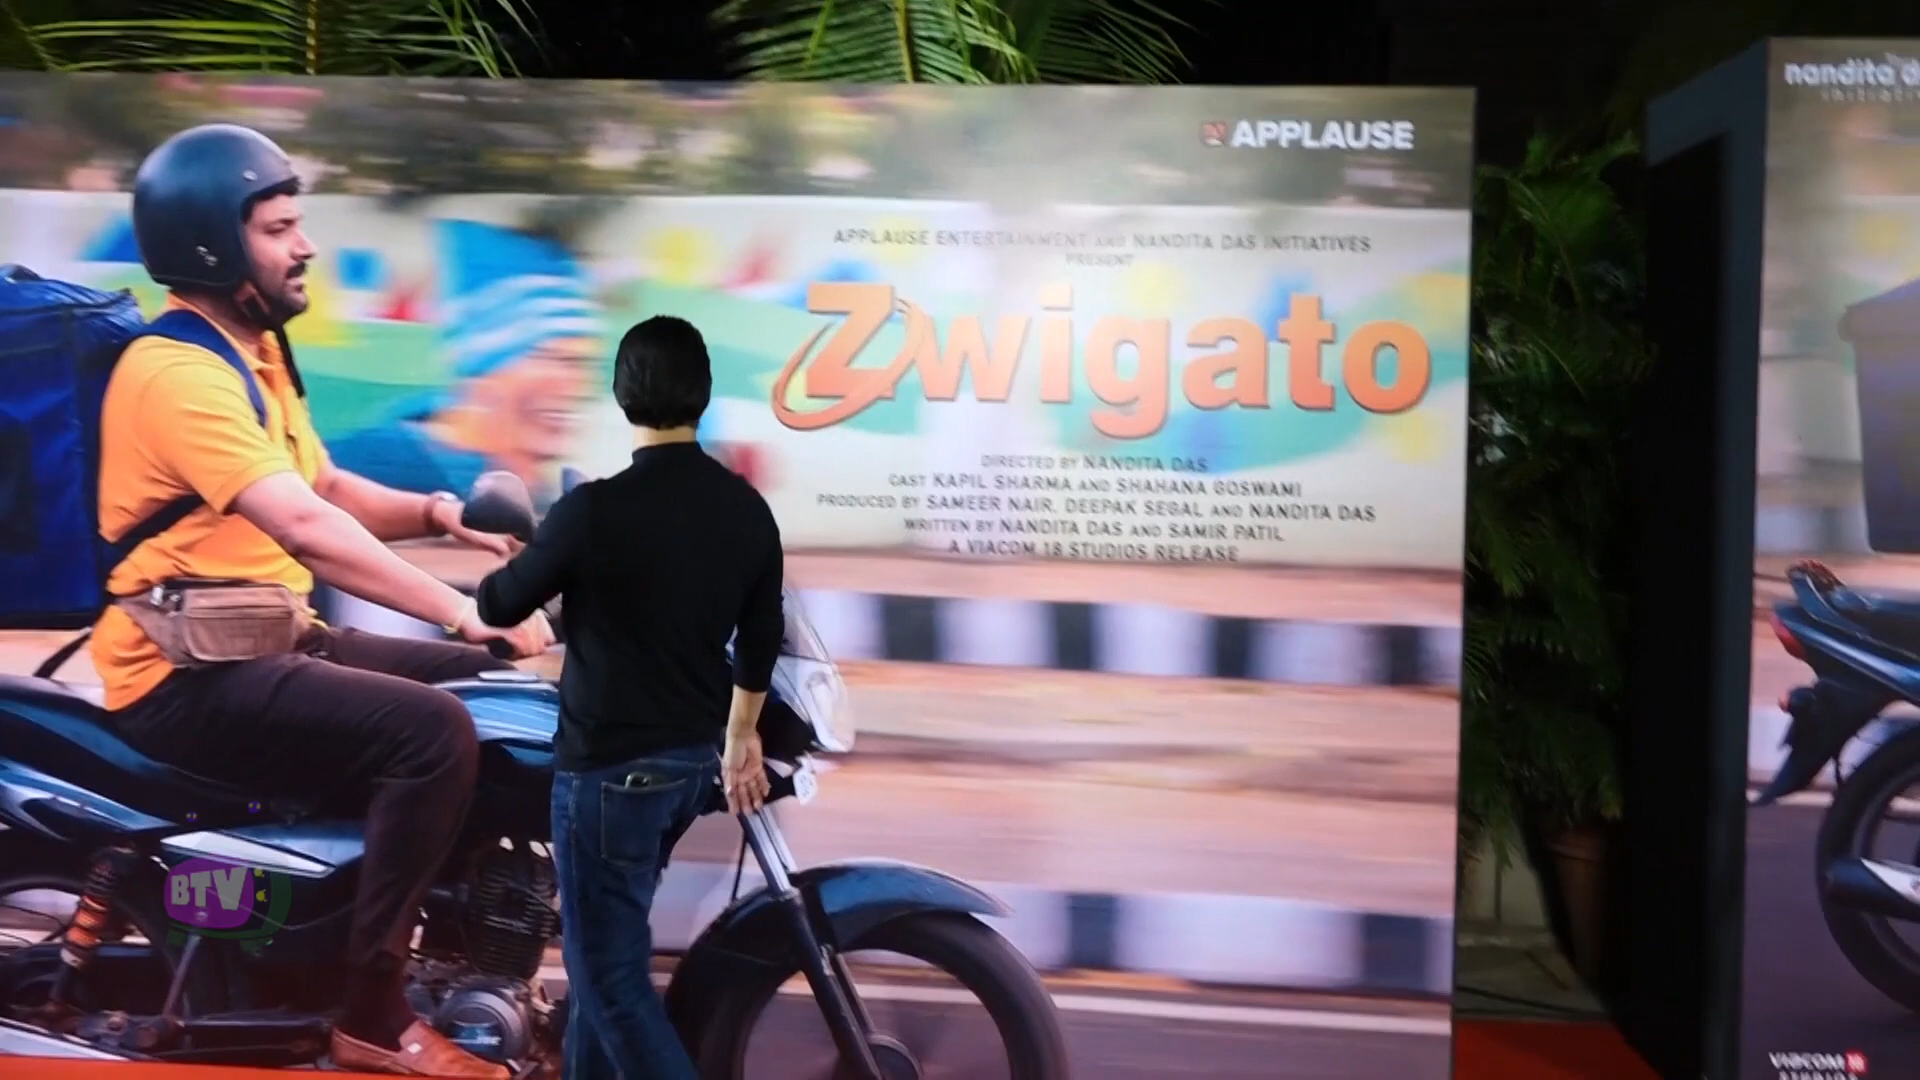 APPLAUSE
APPLAUSE ENTERTAINMENT AND NANDITA DAS INITIATIVES
PRESENT
Zwigato
DIRECTED BY NANDITA DAS
CAST KAPIL SHARMA AND SHAHANA GOSWAMI
PRODUCED BY SAMEER NAIR, DEEPAK SEGAL AND NANDITA DAS
WRITTEN BY NANDITA DAS AND SAMIR PATIL
A VIACOM 18 STUDIOS RELEASE
nandita d
BTV
VIACOM 18
STUDIOS